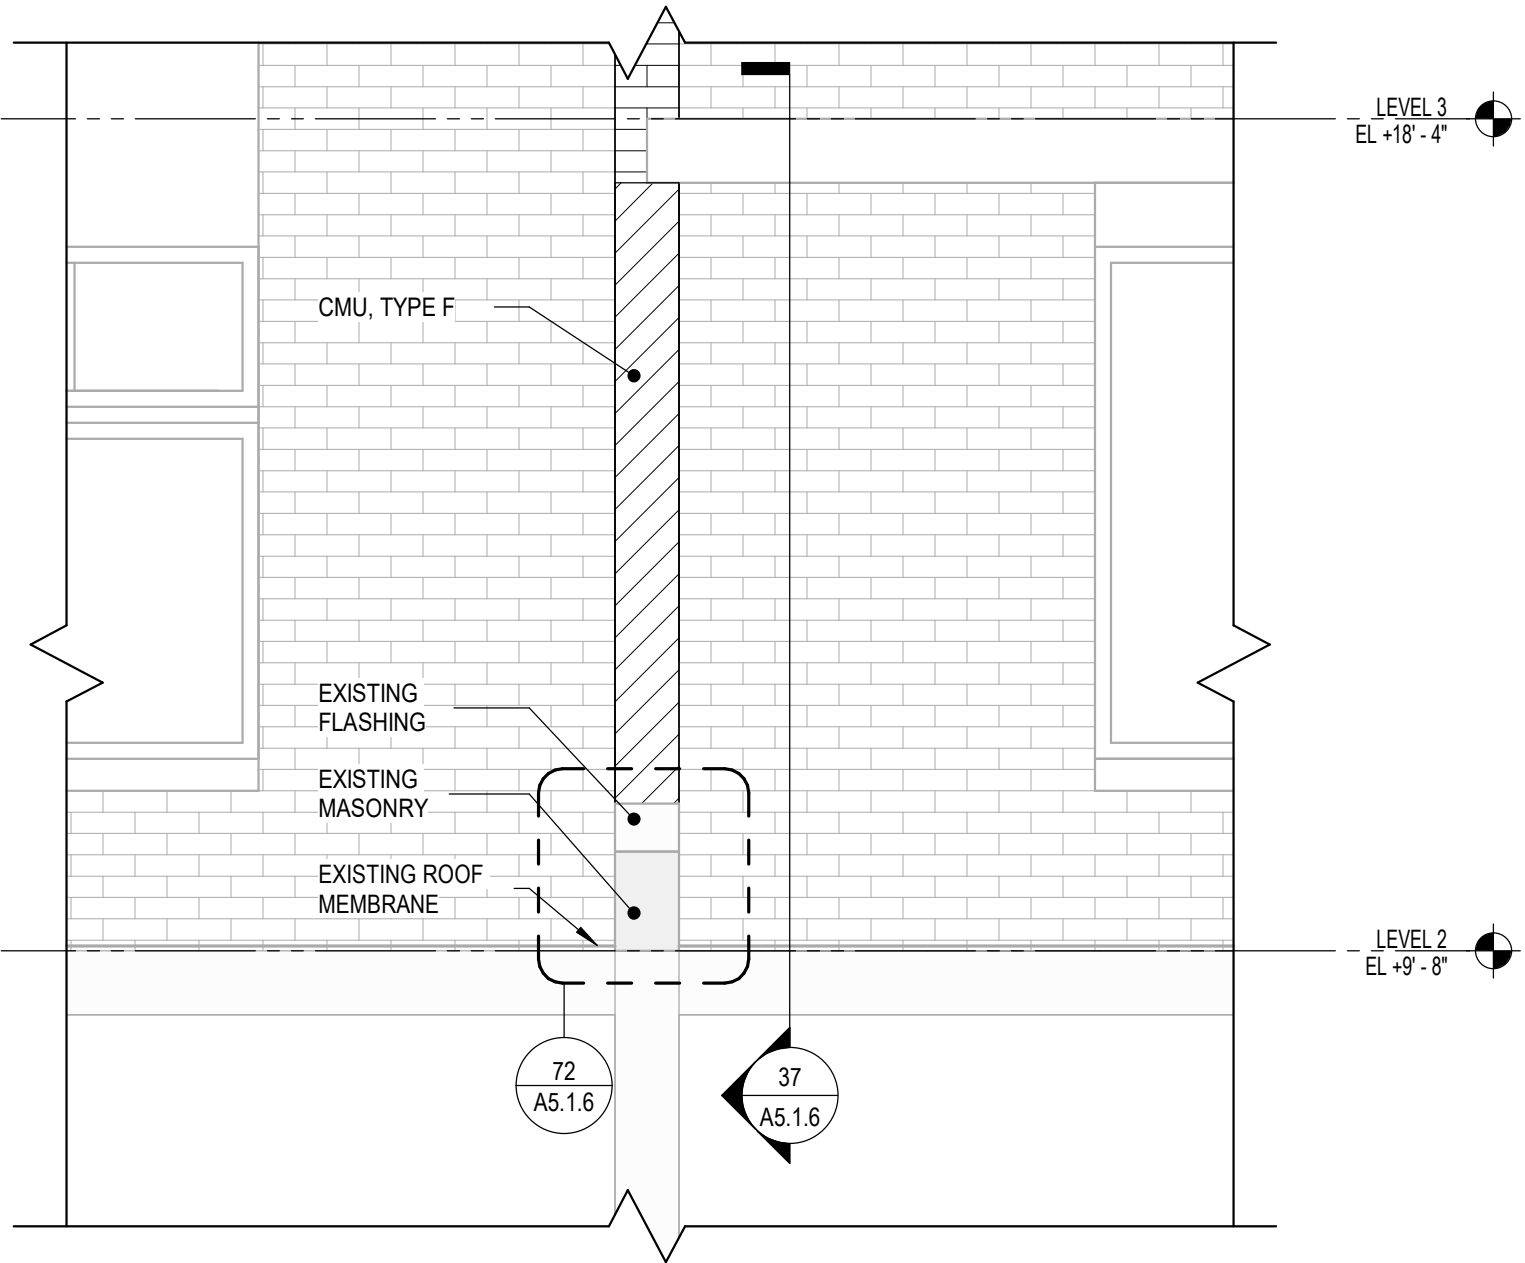 LEVEL 3
EL +18' - 4"
CMU, TYPE F
EXISTING
FLASHING
EXISTING
MASONRY
EXISTING ROOF
MEMBRANE
LEVEL 2
EL +9' - 8"
72
A5.1.6
37
A5.1.6